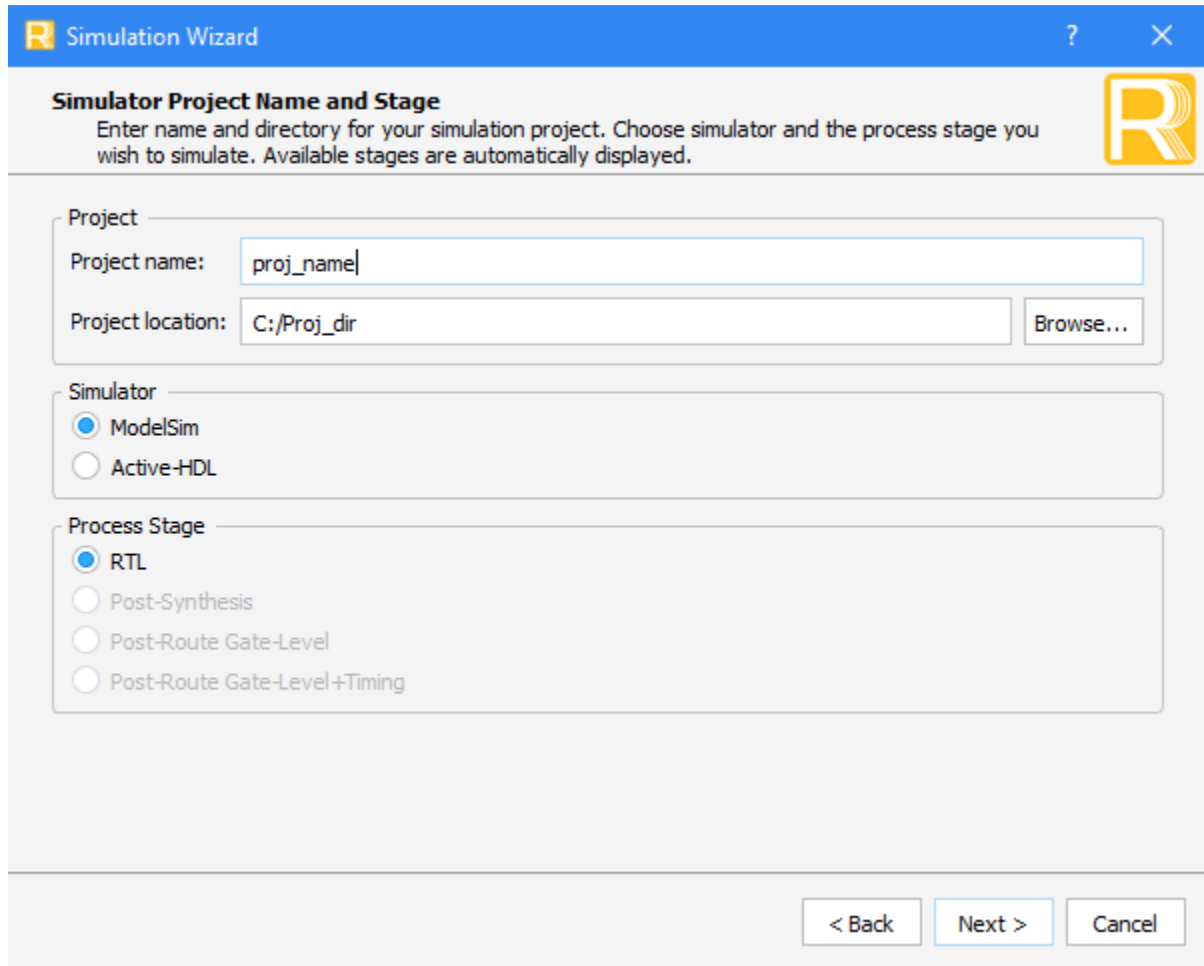 Simulation Wizard
Simulator Project Name and Stage
Enter name and directory for your simulation project. Choose simulator and the process stage you
wish to simulate. Available stages are automatically displayed.
Project
Project name: proj_name
Project location: C:/Proj_dir Browse...
Simulator
ModelSim
Active-HDL
Process Stage
RTL
Post-Synthesis
Post-Route Gate-Level
Post-Route Gate-Level+Timing
< Back Next > Cancel